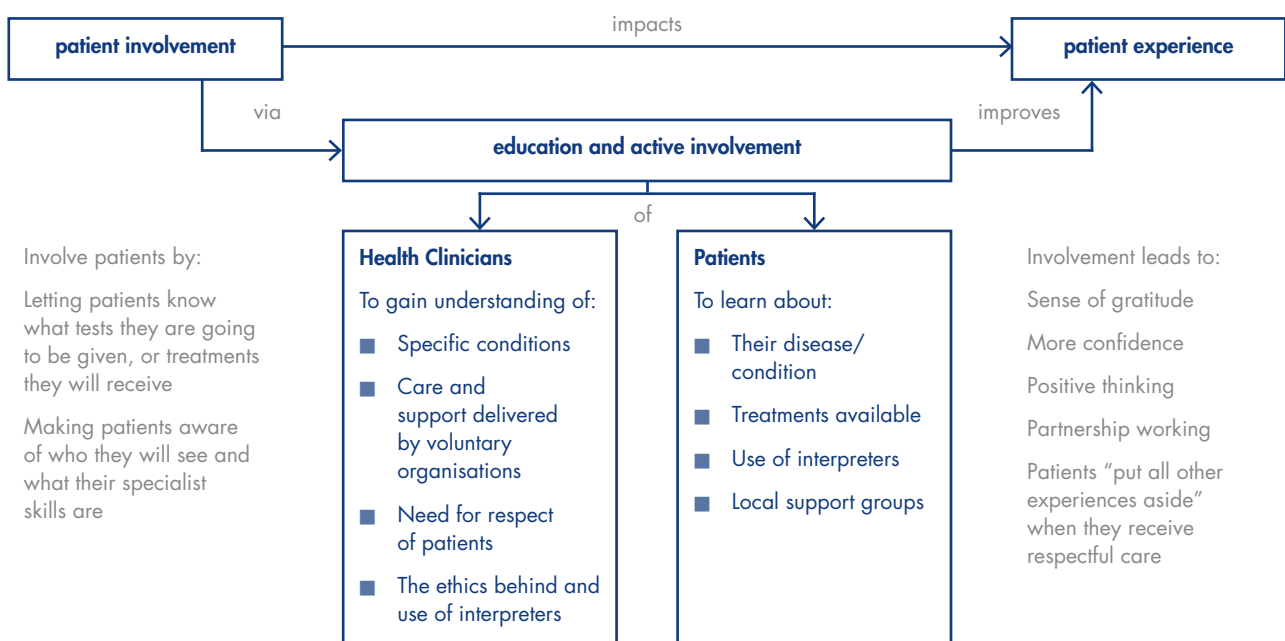 impacts
patient involvement
patient experience
via
improves
education and active involvement
of
Involve patients by:
Letting patients know
what tests they are going
to be given, or treatments
they will receive
Making patients aware
of who they will see and
what their specialist
skills are
Health Clinicians
To gain understanding of:
■ Specific conditions
■ Care and
support delivered
by voluntary
organisations
■ Need for respect
of patients
■ The ethics behind and
use of interpreters
Patients
To learn about:
■ Their disease/
condition
■ Treatments available
■ Use of interpreters
■ Local support groups
Involvement leads to:
Sense of gratitude
More confidence
Positive thinking
Partnership working
Patients “put all other
experiences aside”
when they receive
respectful care